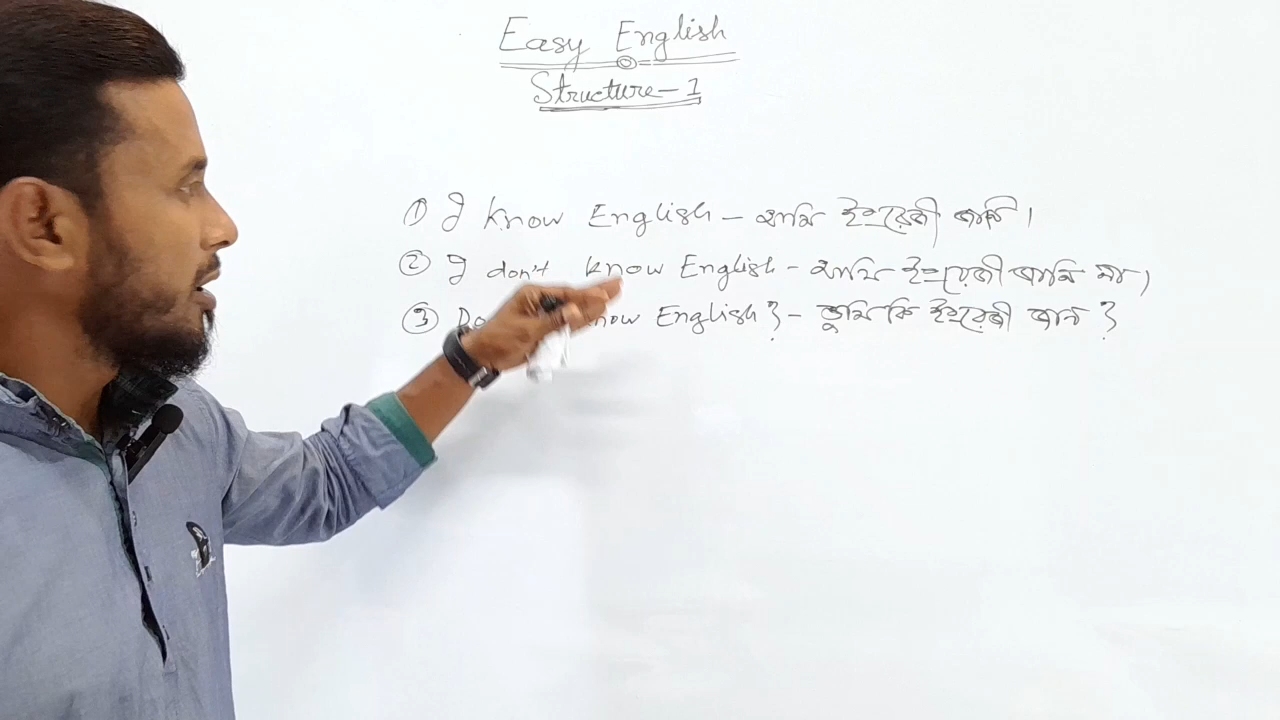 Easy English
Structure-1
① I know English - আমি ইংরেজী জানি।
② I don't know English - আমি ইংরেজী জানি না।
③ Do know English? - তুমি কি ইংরেজী জান?